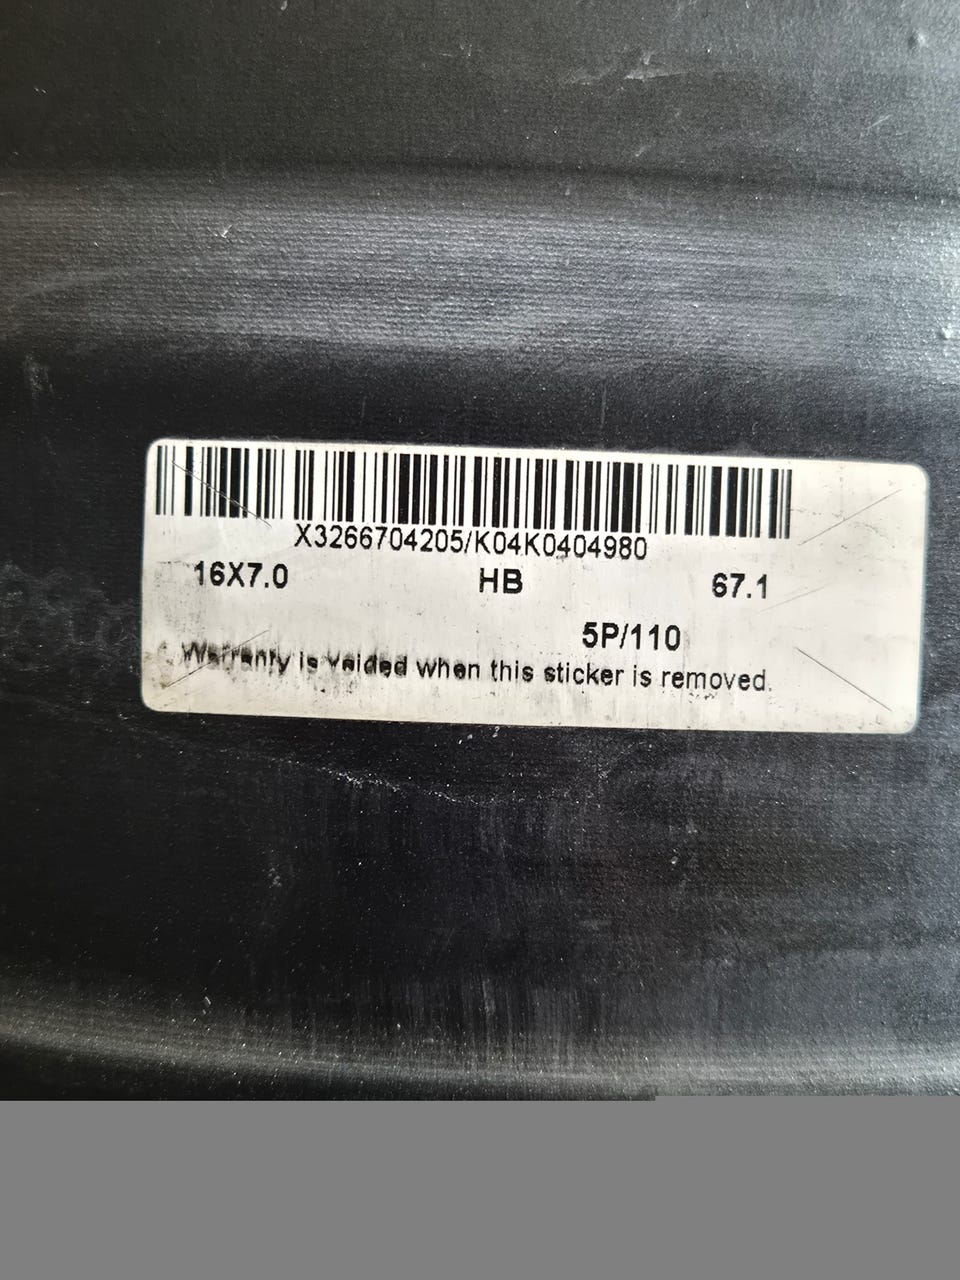 X3266704205/K04K0404980
16X7.0 HB 67.1
5P/110
Warranty is voided when this sticker is removed.